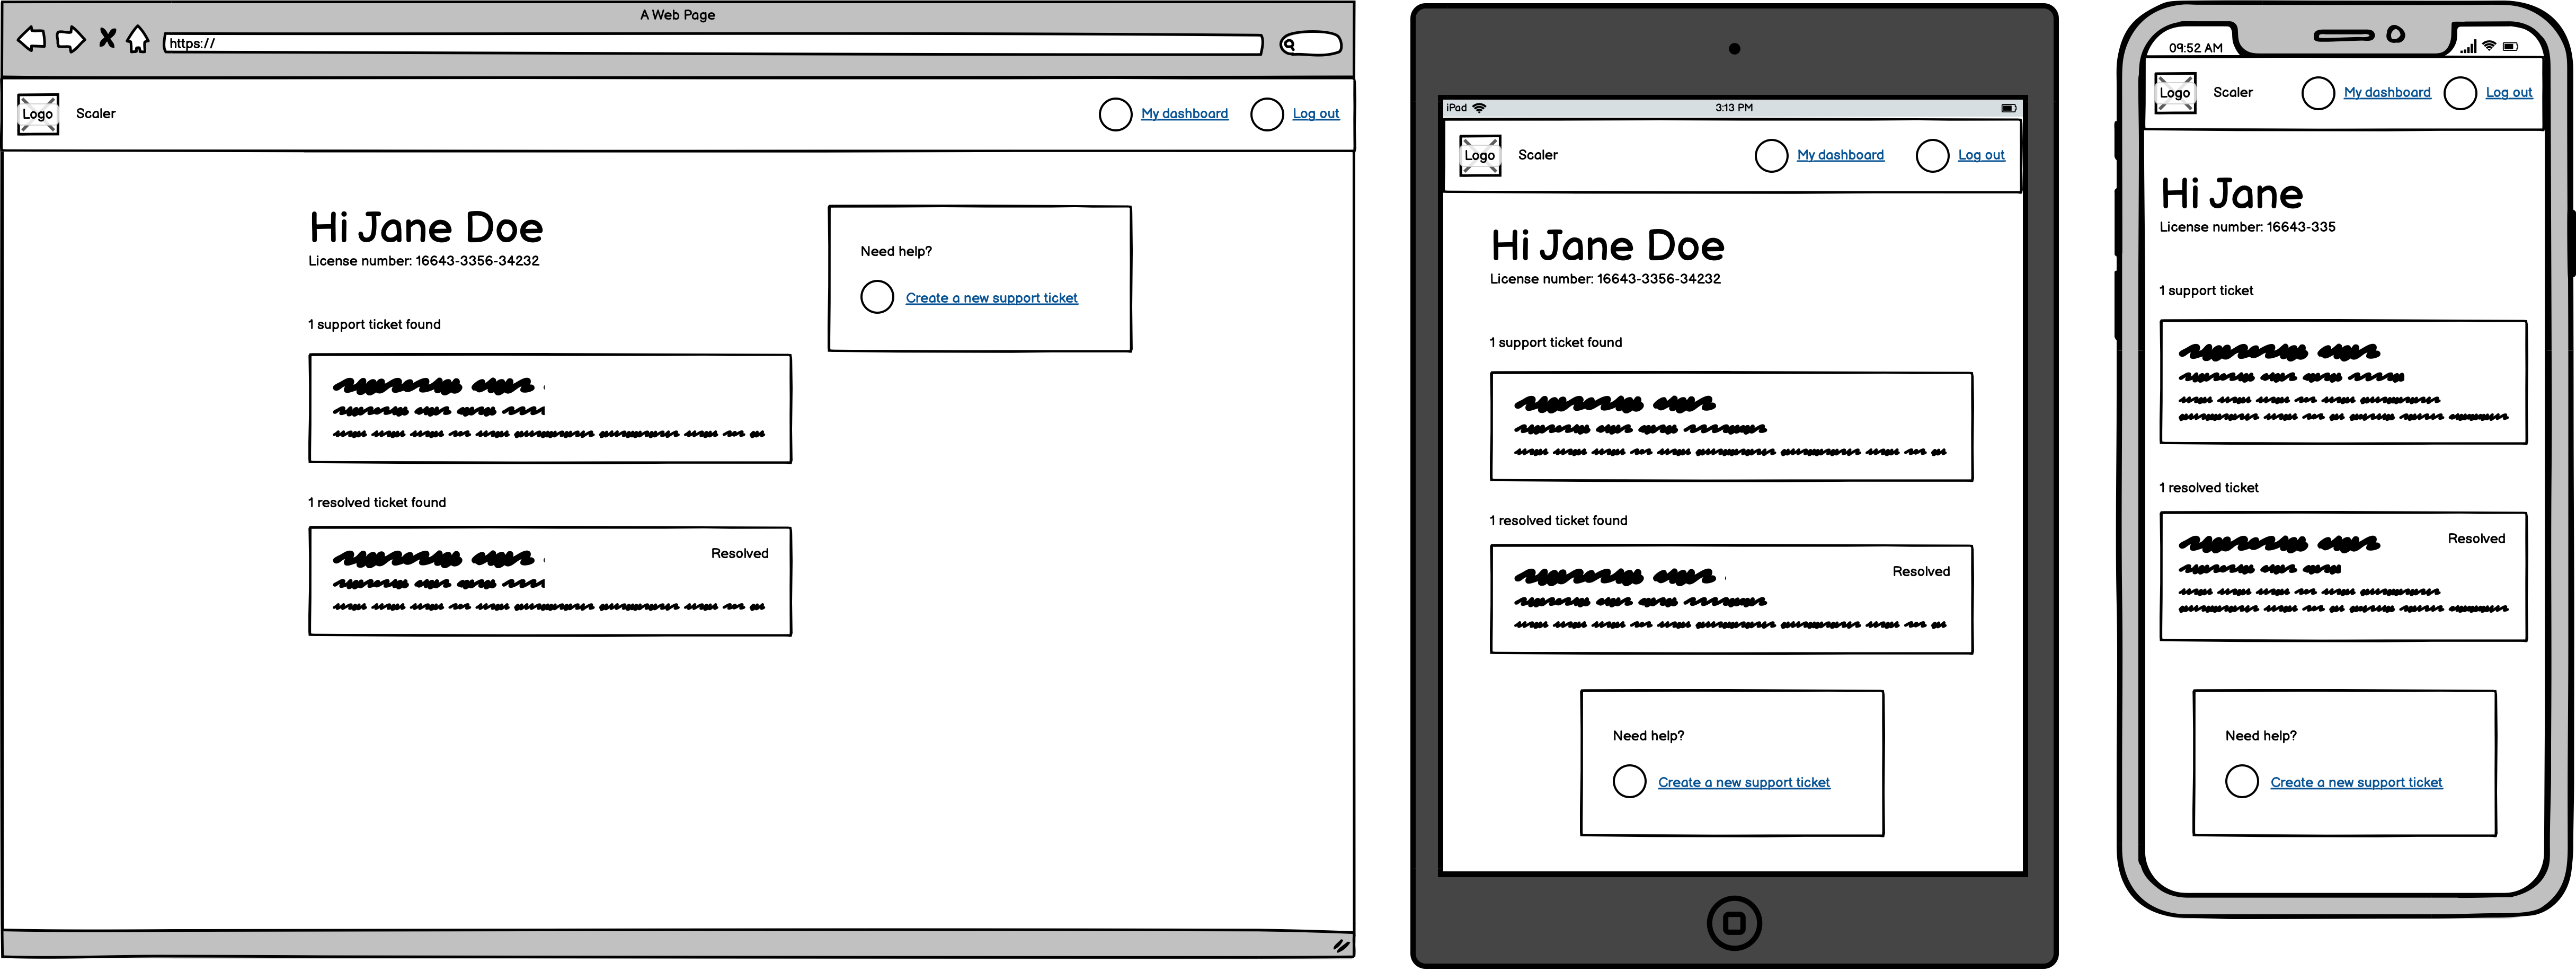 A Web Page
https://
Logo
Scaler
My dashboard
Log out
Hi Jane Doe
License number: 16643-3356-34232
1 support ticket found
1 resolved ticket found
Resolved
Need help?
Create a new support ticket
iPad
3:13 PM
Logo
Scaler
My dashboard
Log out
Hi Jane Doe
License number: 16643-3356-34232
1 support ticket found
1 resolved ticket found
Resolved
Need help?
Create a new support ticket
09:52 AM
Logo
Scaler
My dashboard
Log out
Hi Jane
License number: 16643-335
1 support ticket
1 resolved ticket
Resolved
Need help?
Create a new support ticket